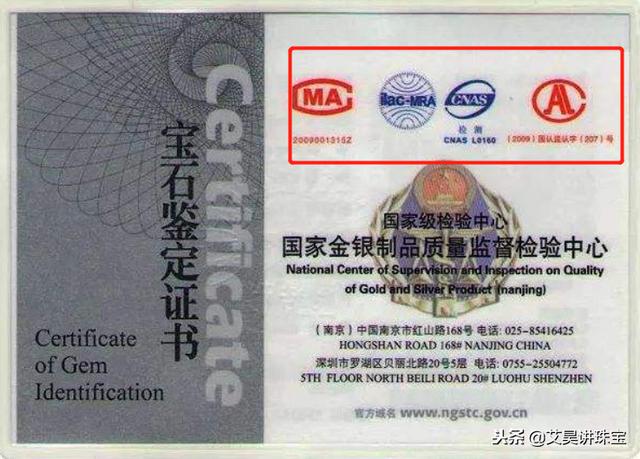 宝石鉴定证书
Certificate
Certificate
of Gem
Identification
MA
2009001315Z
ilac-MRA
CNAS
检 测
CNAS L0160
CAL
(2009)国认监认字(207)号
国家级检验中心
国家金银制品质量监督检验中心
National Center of Supervision and Inspection on Quality
of Gold and Silver Product (nanjing)
(南京)中国南京市红山路168号 电话: 025-85416425
HONGSHAN ROAD 168# NANJING CHINA
深圳市罗湖区贝丽北路20号5层 电话: 0755-25504772
5TH FLOOR NORTH BEILI ROAD 20# LUOHU SHENZHEN
官方域名 www.ngstc.gov.cn
头条@艾昊讲珠宝